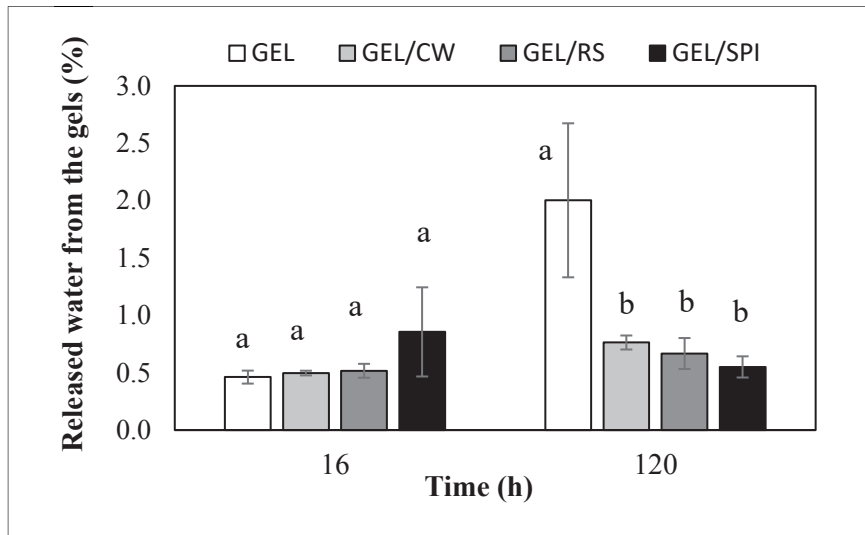 GEL GEL/CW GEL/RS GEL/SPI
Released water from the gels (%)
3.0
2.5
2.0
1.5
1.0
0.5
0.0
a a a a
a b b b
16 120
Time (h)